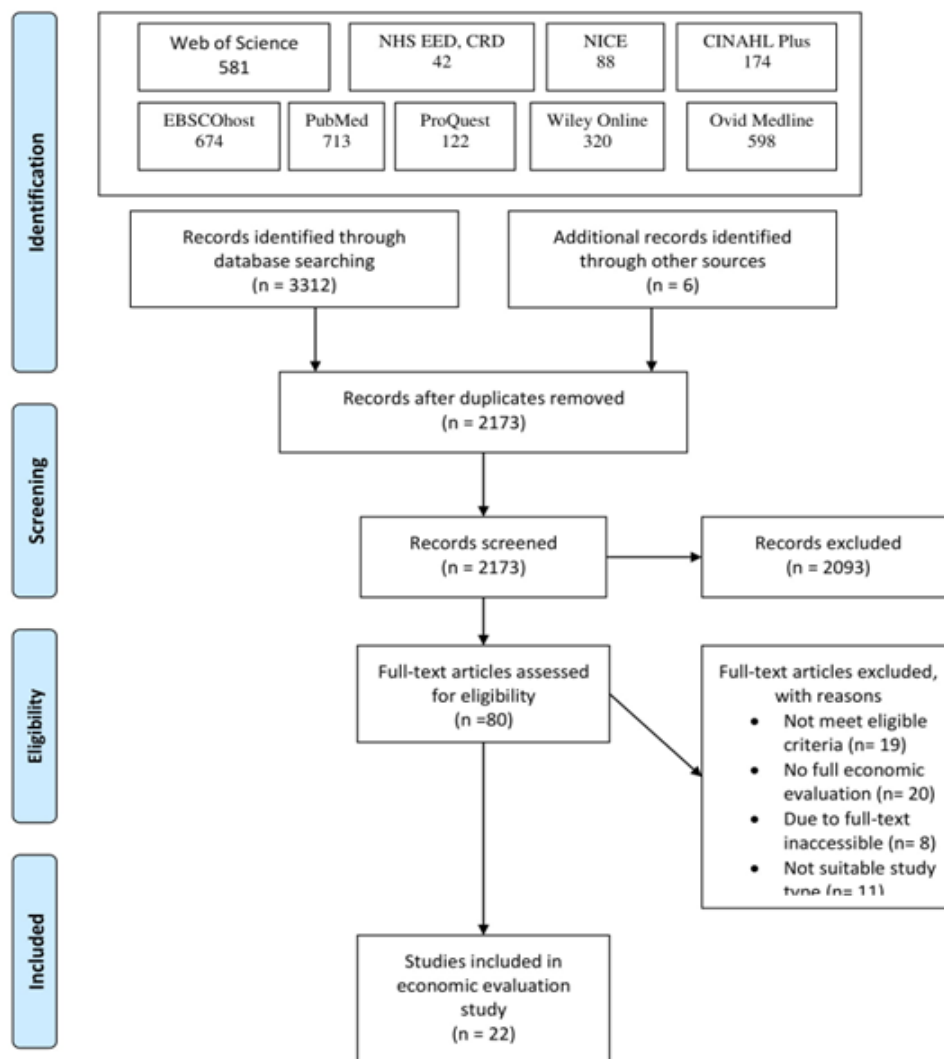 Identification
Web of Science
581
NHS EED, CRD
42
NICE
88
CINAHL Plus
174
EBSCOhost
674
PubMed
713
ProQuest
122
Wiley Online
320
Ovid Medline
598
Records identified through
database searching
(n = 3312)
Additional records identified
through other sources
(n = 6)
Records after duplicates removed
(n = 2173)
Screening
Records screened
(n = 2173)
Records excluded
(n = 2093)
Eligibility
Full-text articles assessed
for eligibility
(n =80)
Full-text articles excluded,
with reasons
• Not meet eligible
criteria (n= 19)
• No full economic
evaluation (n= 20)
• Due to full-text
inaccessible (n= 8)
• Not suitable study
type (n= 11)
Included
Studies included in
economic evaluation
study
(n = 22)